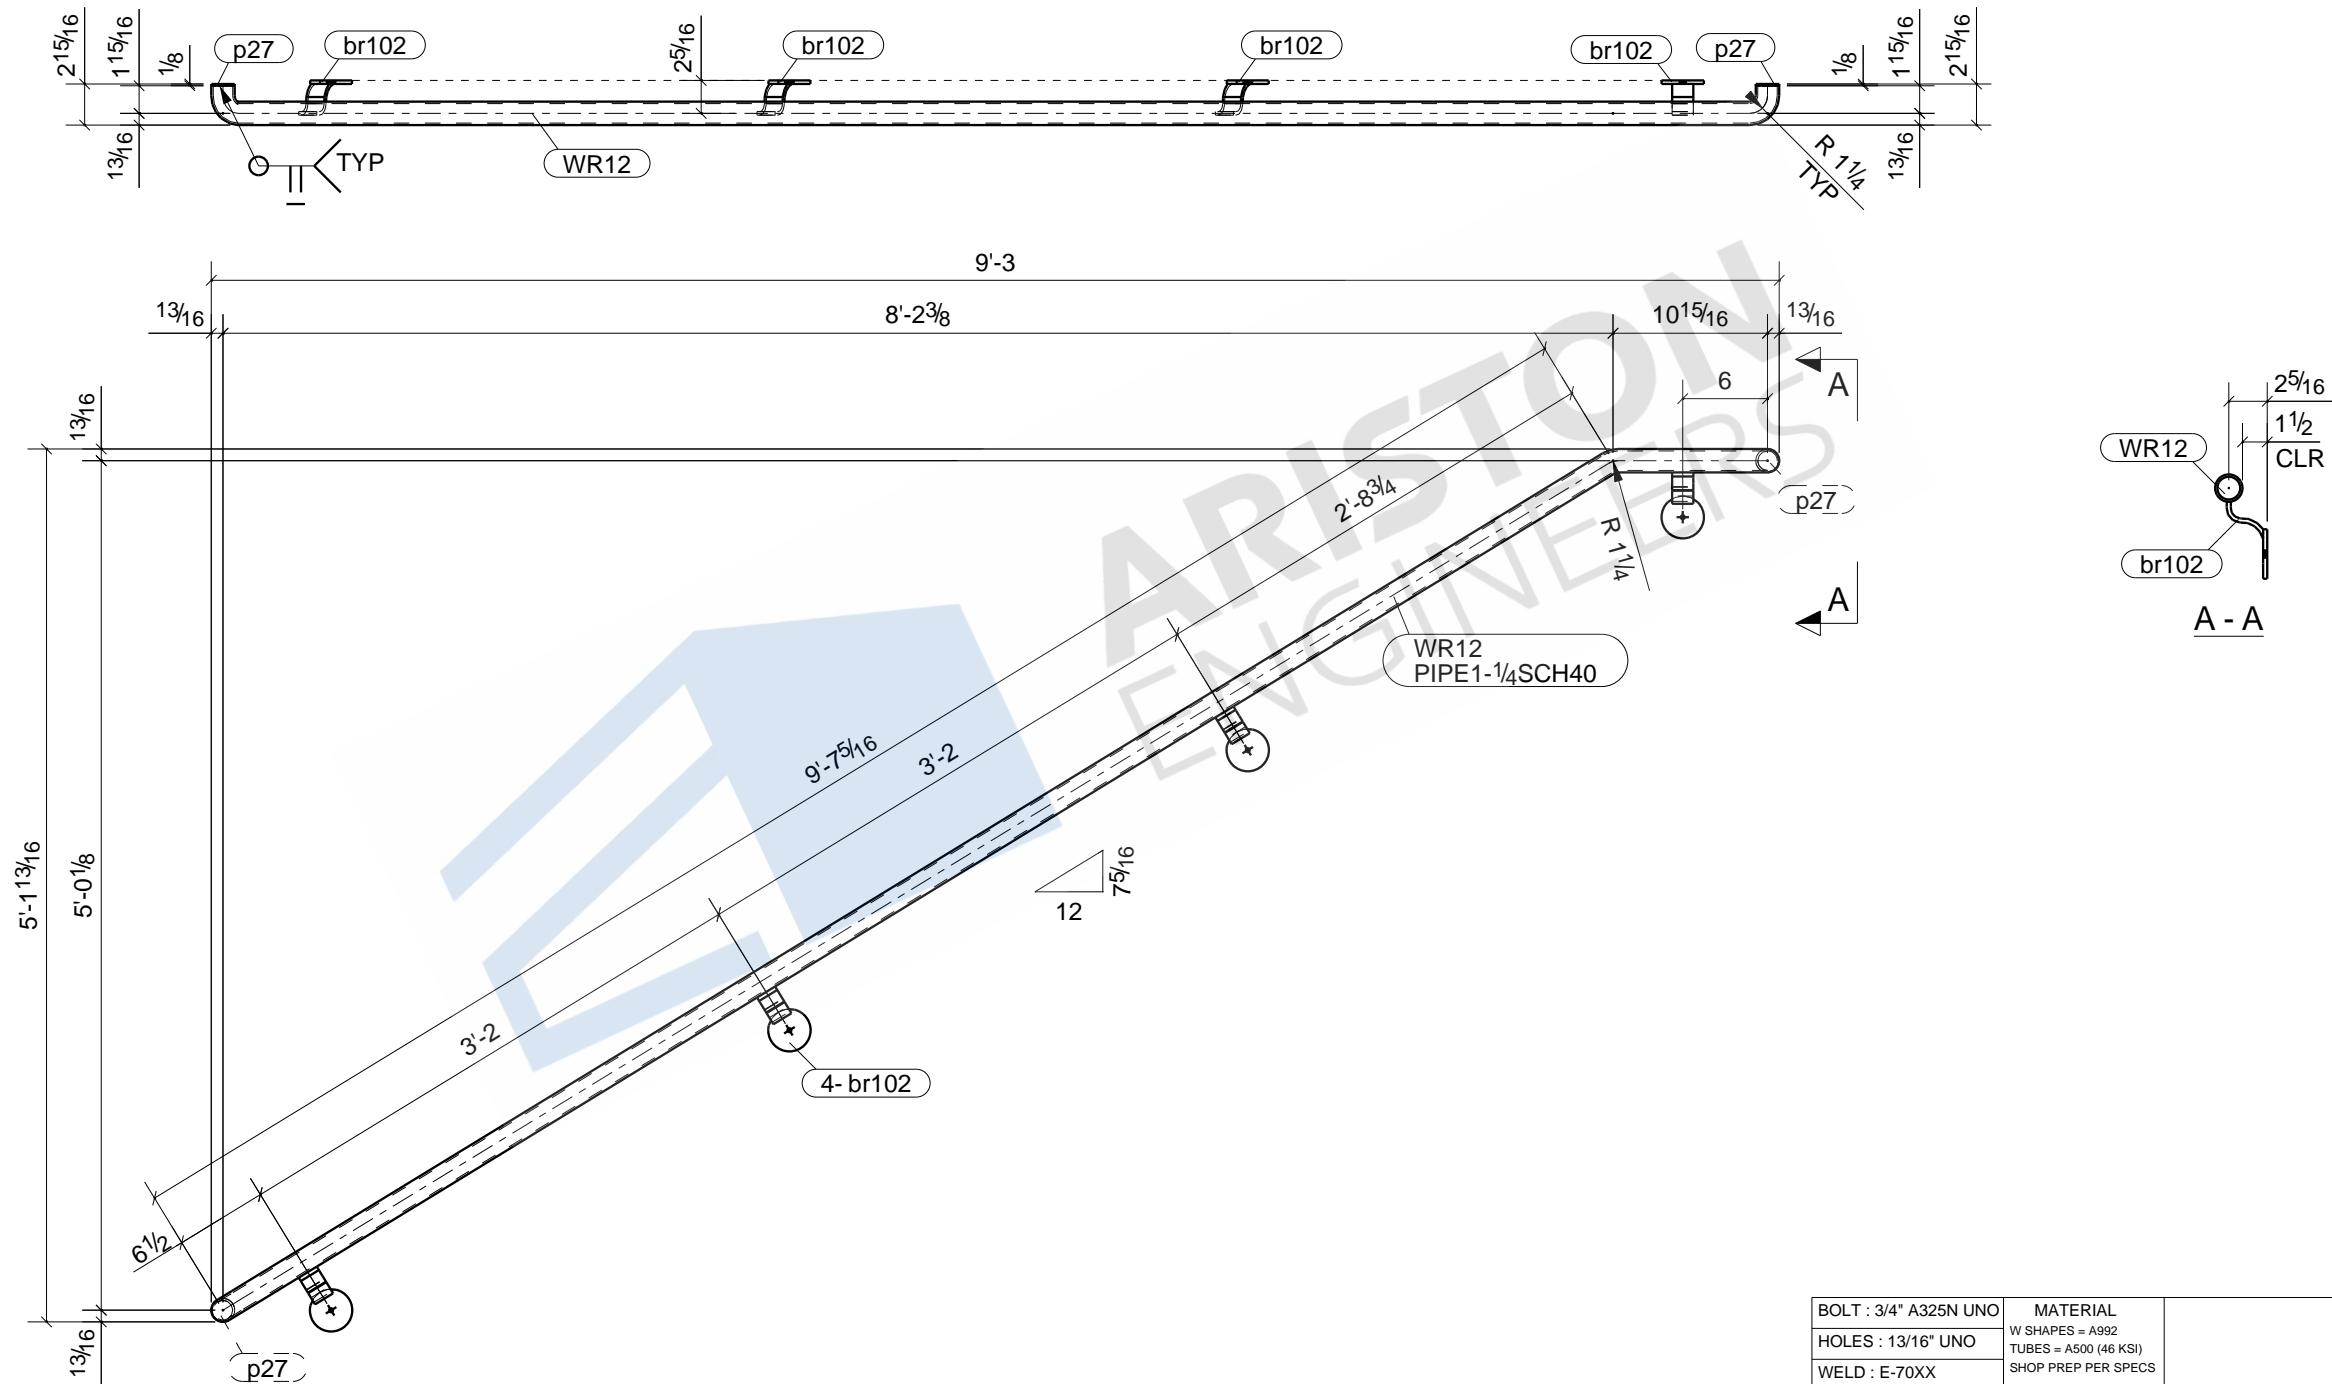 2 15/16
1 15/16
1/8
p27
br102
2 5/16
br102
br102
br102
p27
1/8
1 15/16
2 15/16
13/16
TYP
WR12
R 1 1/4
TYP
13/16
9'-3
13/16
8'-2 3/8
10 15/16
13/16
A
6
13/16
2 5/16
1 1/2
CLR
WR12
br102
A - A
p27
2'-8 3/4
R 1 1/4
A
ARISTON
ENGINEERS
WR12
PIPE1-1/4SCH40
9'-7 5/16
3'-2
7 5/16
12
5'-1 13/16
5'-0 1/8
3'-2
4- br102
6 1/2
13/16
p27
BOLT : 3/4" A325N UNO
HOLES : 13/16" UNO
WELD : E-70XX
MATERIAL
W SHAPES = A992
TUBES = A500 (46 KSI)
SHOP PREP PER SPECS